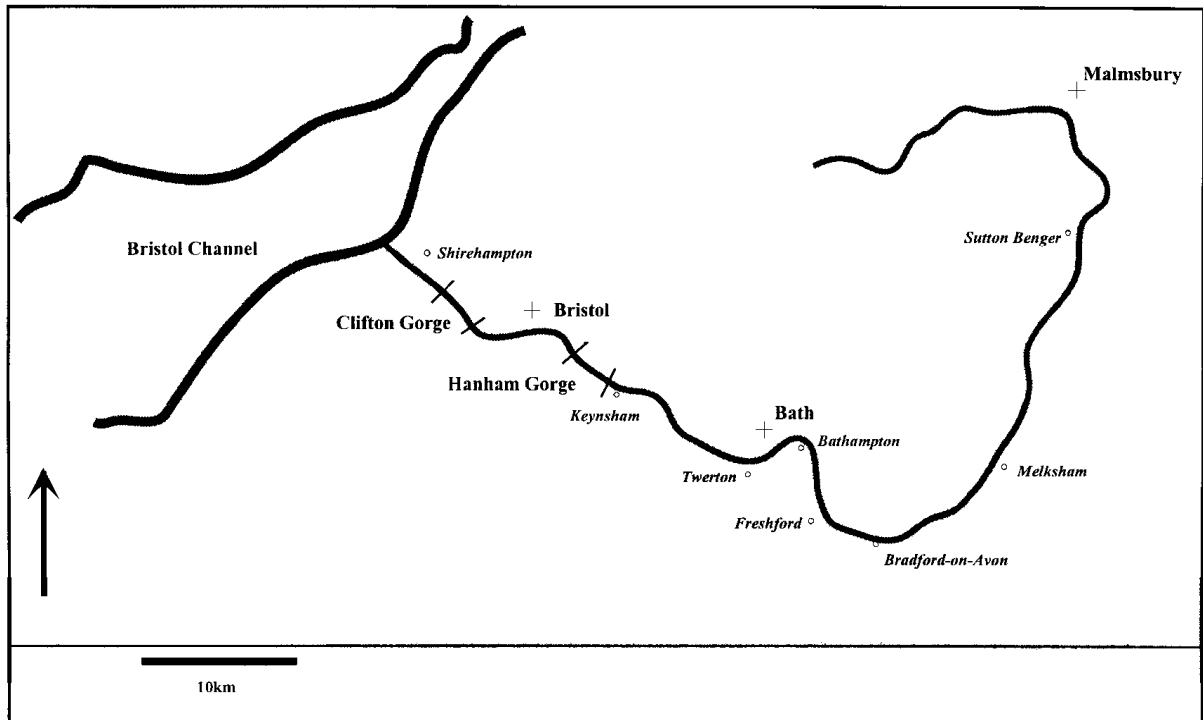 Malmsbury
Sutton Benger
Bristol Channel
Shirehampton
Bristol
Clifton Gorge
Hanham Gorge
Keynsham
Bath
Bathampton
Twerton
Melksham
Freshford
Bradford-on-Avon
10km